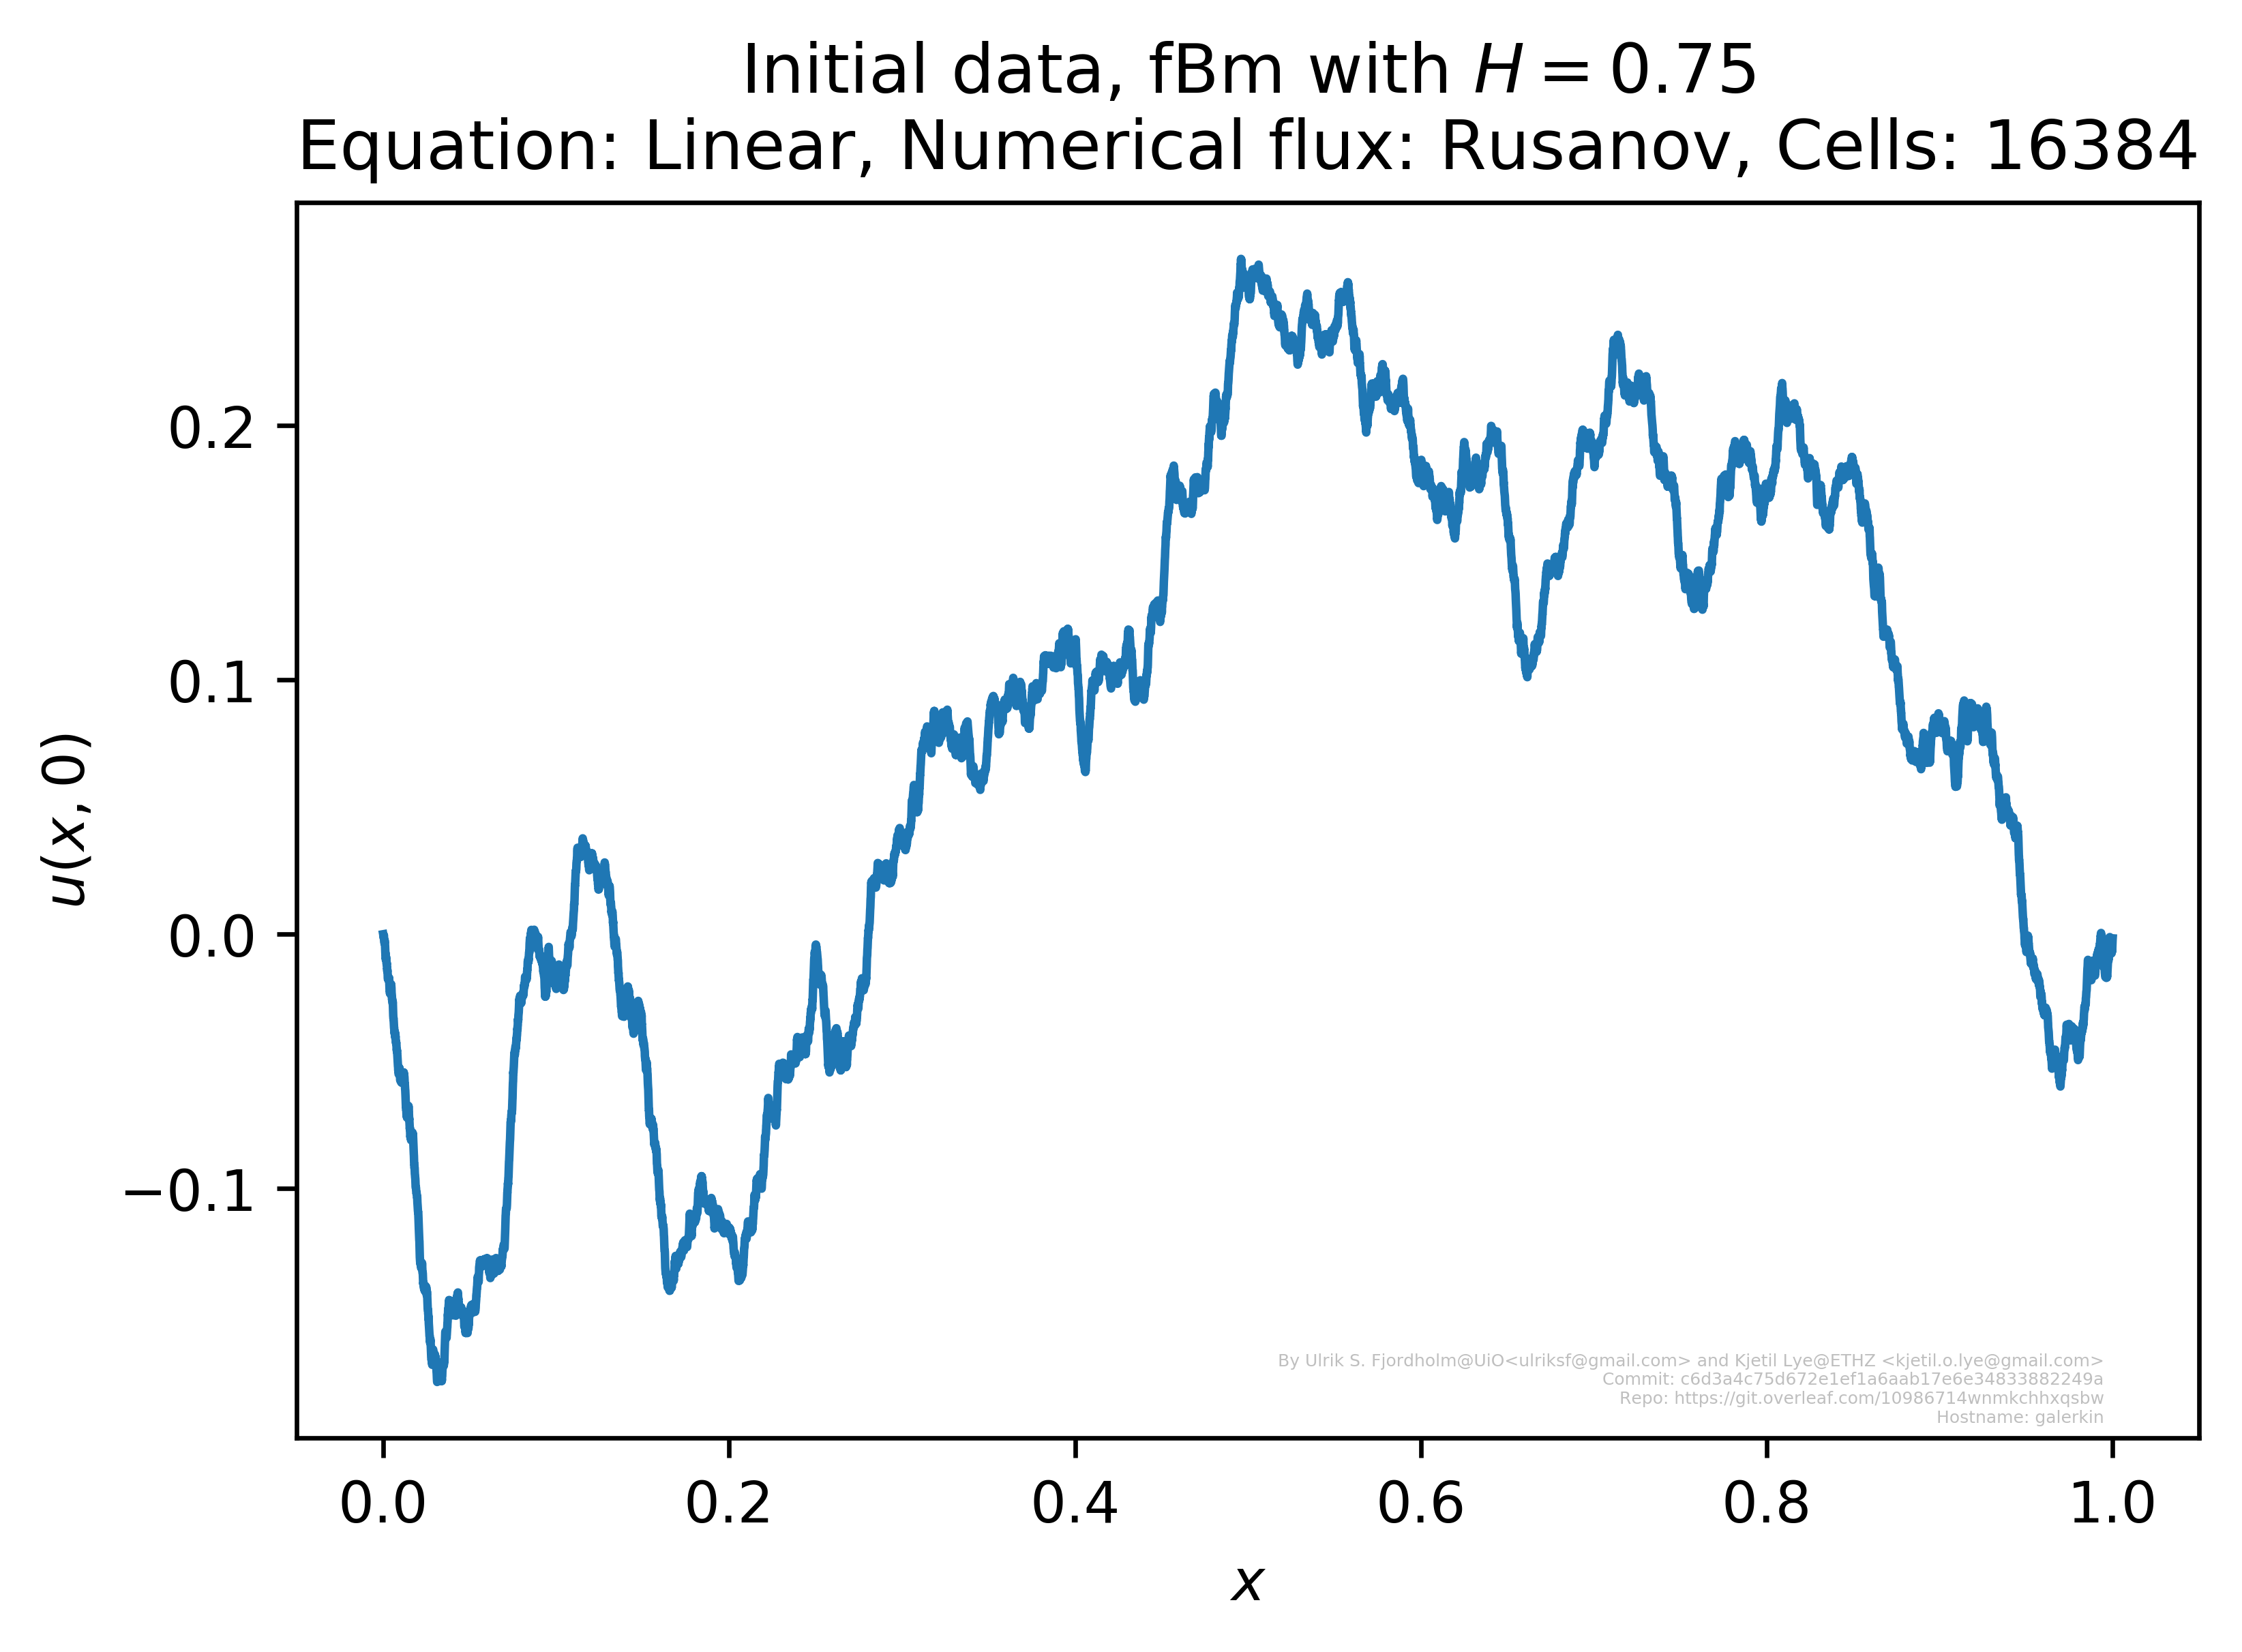 Initial data, fBm with H = 0.75
Equation: Linear, Numerical flux: Rusanov, Cells: 16384
u(x, 0)
0.2
0.1
0.0
−0.1
0.0 0.2 0.4 0.6 0.8 1.0
x
By Ulrik S. Fjordholm@UiO<ulriksf@gmail.com> and Kjetil Lye@ETHZ <kjetil.o.lye@gmail.com>
Commit: c6d3a4c75d672e1ef1a6aab17e6e34833882249a
Repo: https://git.overleaf.com/10986714wnmkchhxqsbw
Hostname: galerkin